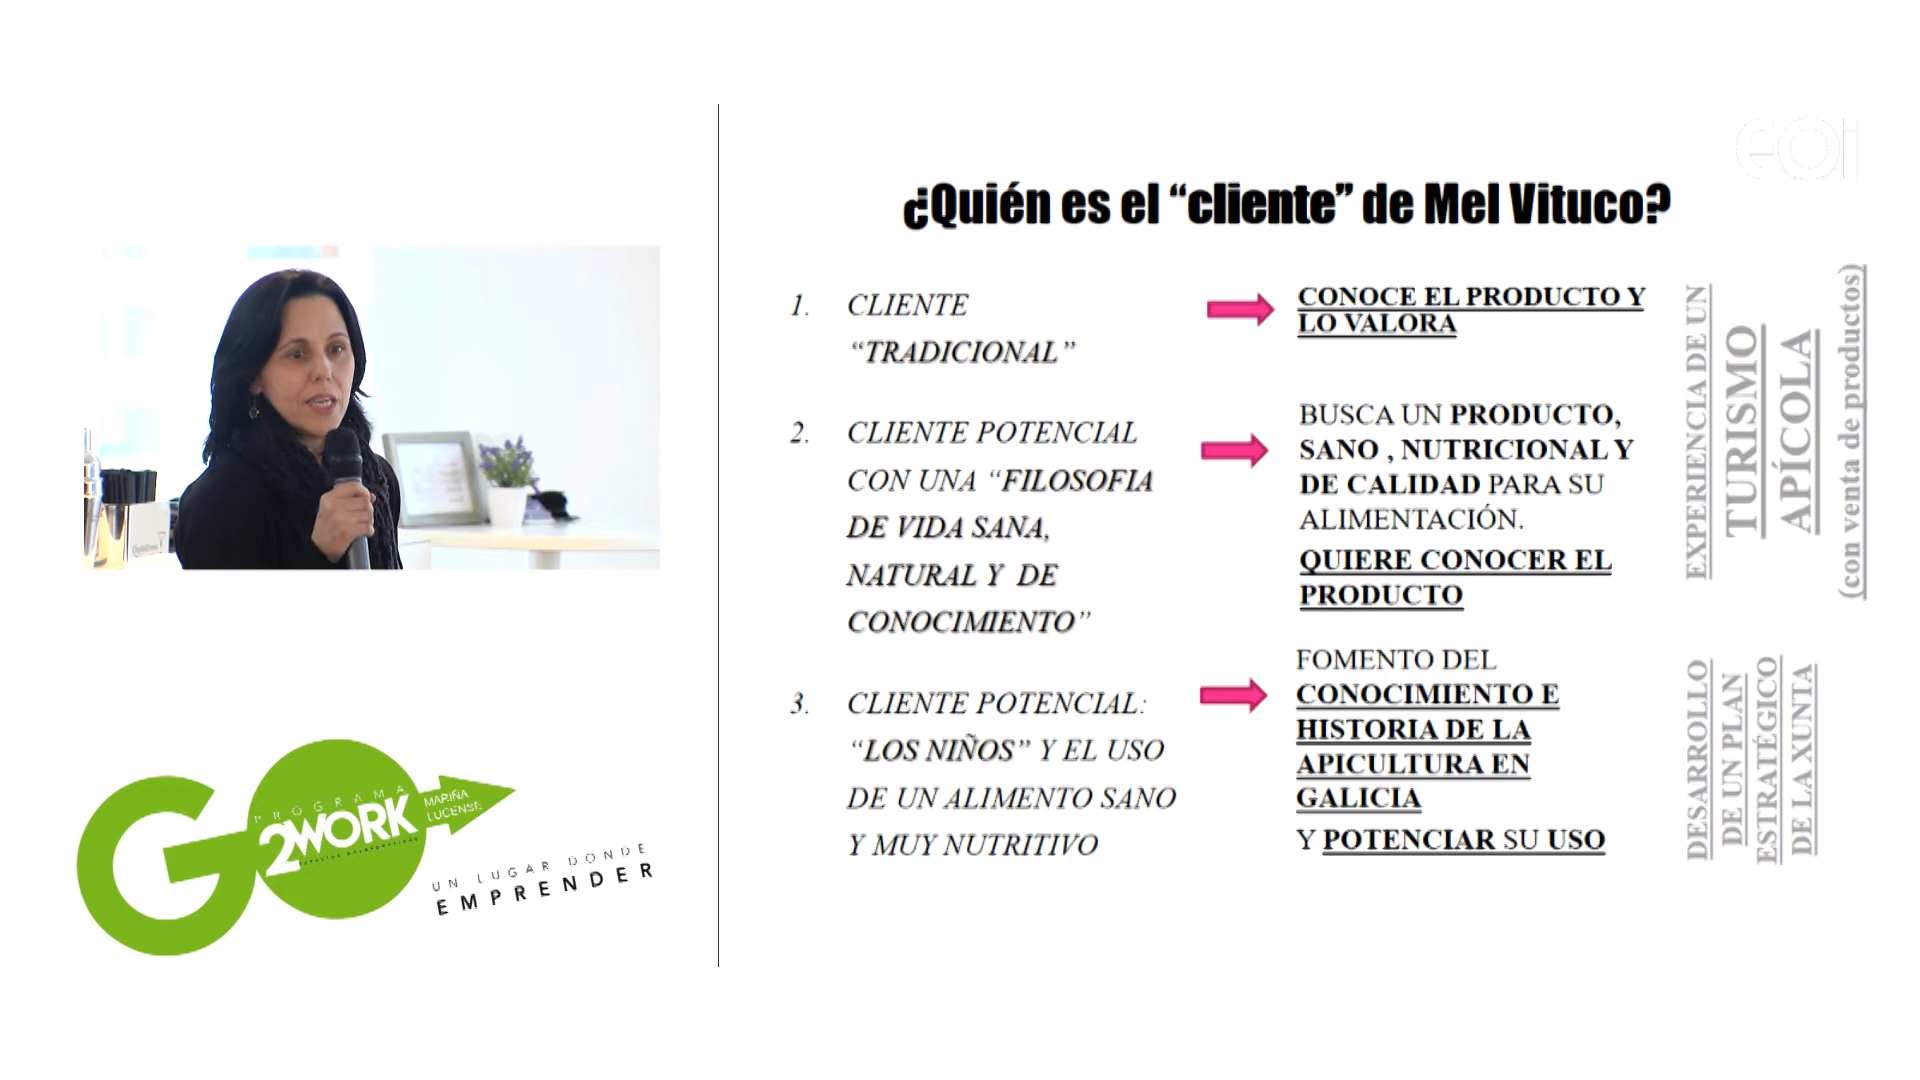 eoi
¿Quién es el “cliente” de Mel Vituco?
1. CLIENTE
“TRADICIONAL”
CONOCE EL PRODUCTO Y
LO VALORA
2. CLIENTE POTENCIAL
CON UNA “FILOSOFIA
DE VIDA SANA,
NATURAL Y DE
CONOCIMIENTO”
BUSCA UN PRODUCTO,
SANO , NUTRICIONAL Y
DE CALIDAD PARA SU
ALIMENTACIÓN.
QUIERE CONOCER EL
PRODUCTO
3. CLIENTE POTENCIAL:
“LOS NIÑOS” Y EL USO
DE UN ALIMENTO SANO
Y MUY NUTRITIVO
FOMENTO DEL
CONOCIMIENTO E
HISTORIA DE LA
APICULTURA EN
GALICIA
Y POTENCIAR SU USO
EXPERIENCIA DE UN
TURISMO
APÍCOLA
(con venta de productos)
DESARROLLO
DE UN PLAN
ESTRATÉGICO
DE LA XUNTA
GO
PROGRAMA
2WORK
MARIÑA
LUCENSE
UN LUGAR DONDE
EMPRENDER